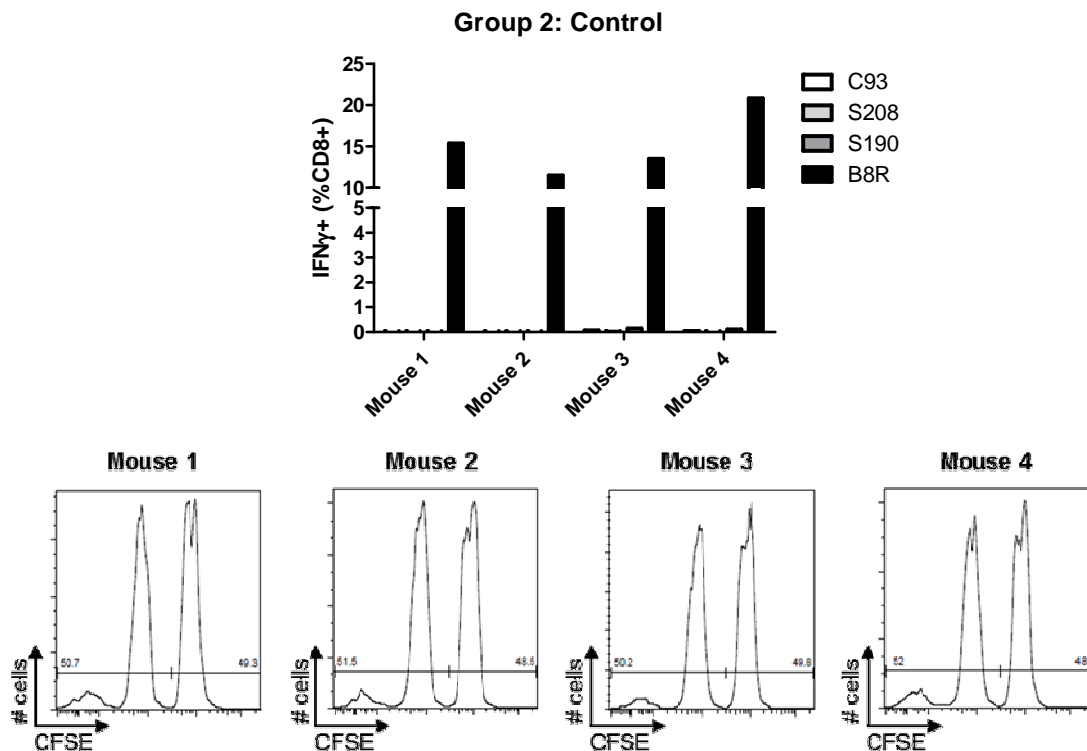 Group 2: Control
25
20
15
10
5
4
3
2
1
0
IFNγ+ (%CD8+)
C93
S208
S190
B8R
Mouse 1
Mouse 2
Mouse 3
Mouse 4
Mouse 1
Mouse 2
Mouse 3
Mouse 4
50.7 49.3
51.5 48.5
50.2 49.8
52 48
# cells
# cells
# cells
# cells
CFSE
CFSE
CFSE
CFSE